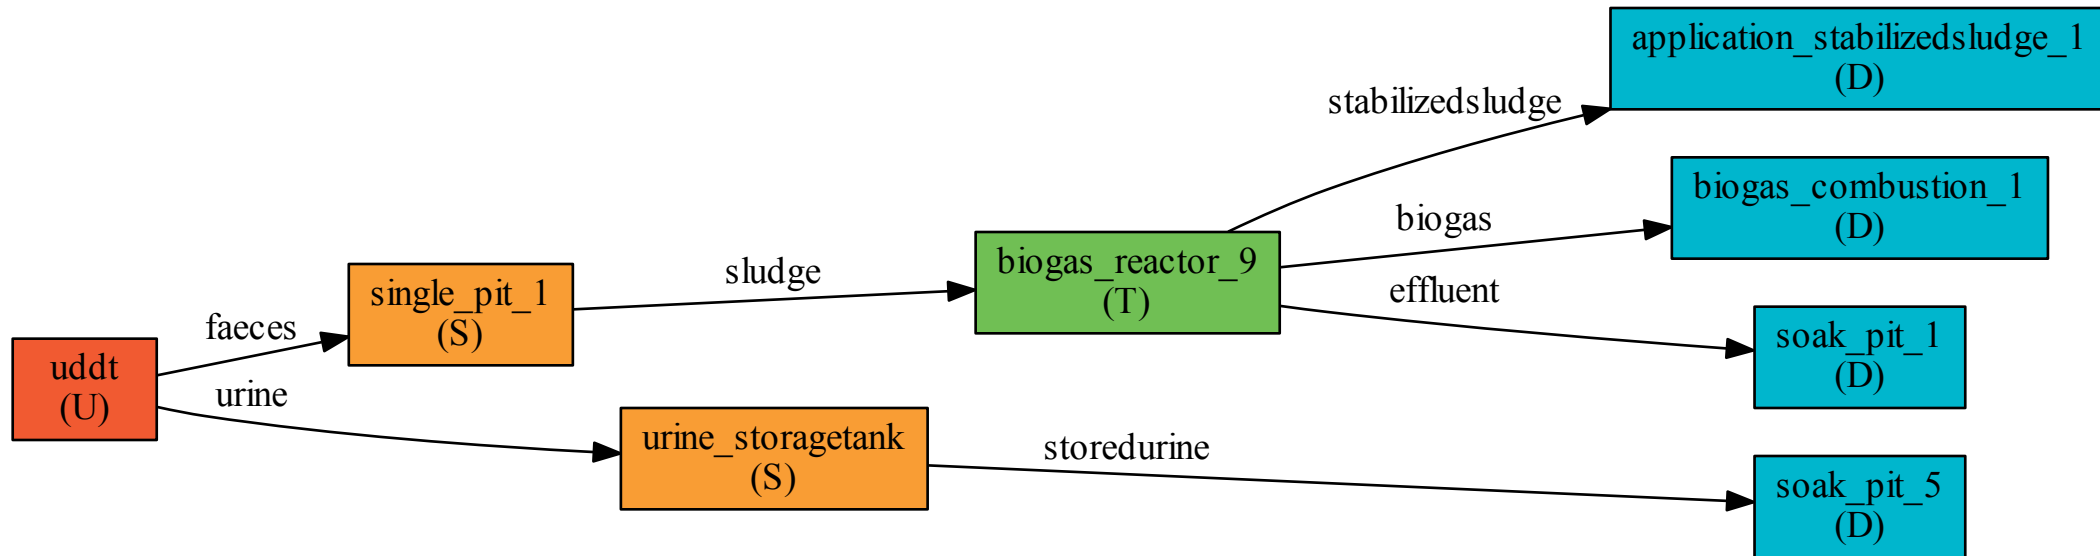 application_stabilizedsludge_1
(D)
stabilizedsludge
biogas_combustion_1
(D)
biogas
biogas_reactor_9
(T)
sludge
single_pit_1
(S)
effluent
soak_pit_1
(D)
faeces
uddt
(U)
urine
urine_storagetank
(S)
storedurine
soak_pit_5
(D)